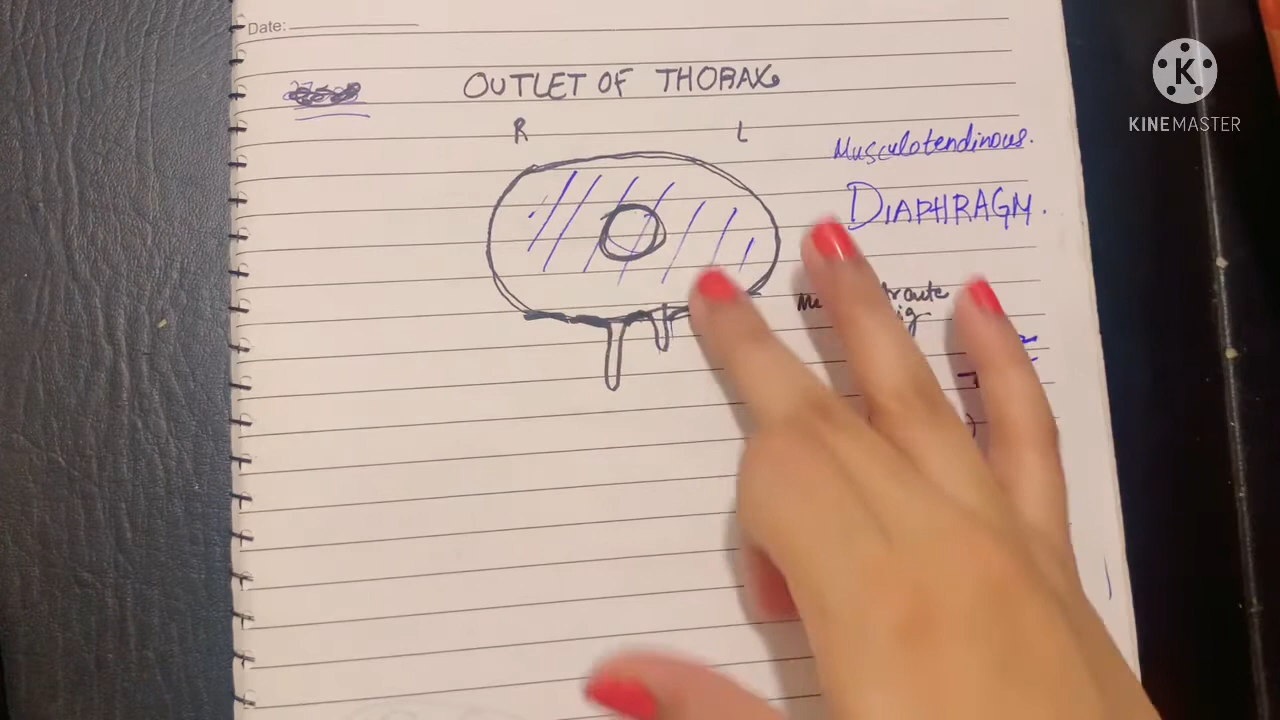 Date:
OUTLET OF THORAX
R L
Musculotendinous.
DIAPHRAGM.
K
KINEMASTER